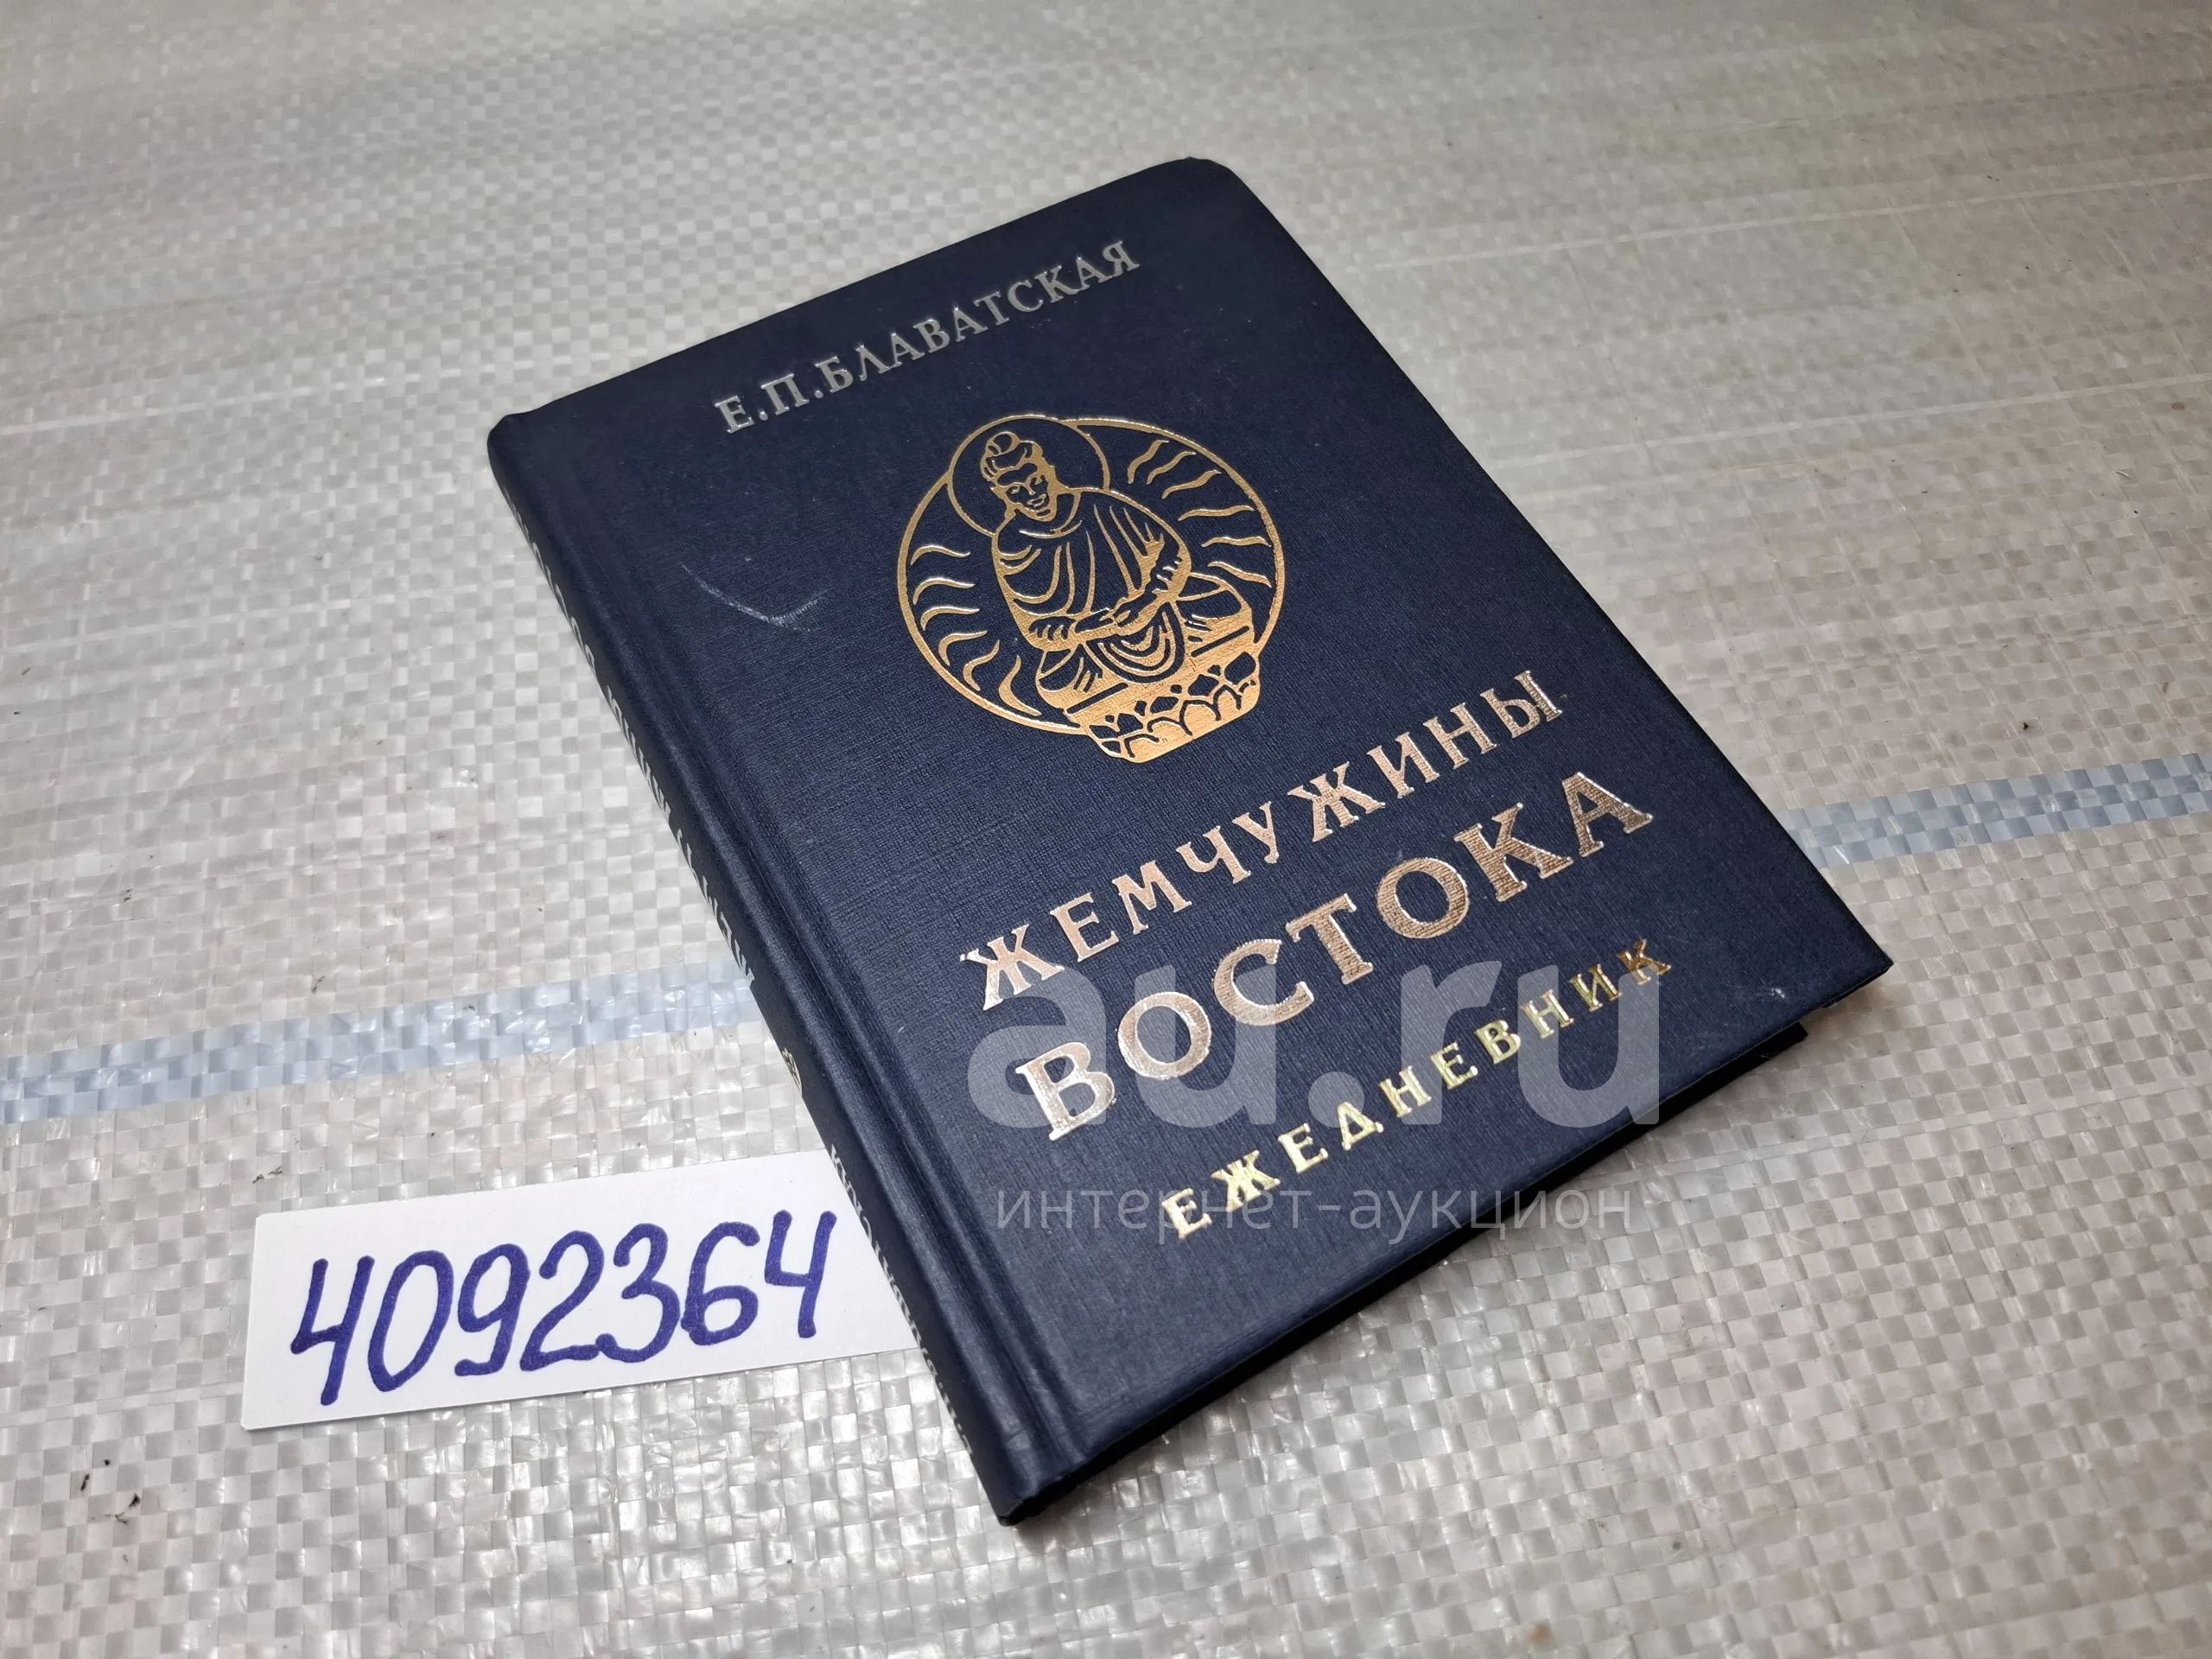 Е.П.БЛАВАТСКАЯ
ЖЕМЧУЖИНЫ
ВОСТОКА
ЕЖЕДНЕВНИК
au.ru
интернет-аукцион
4092364